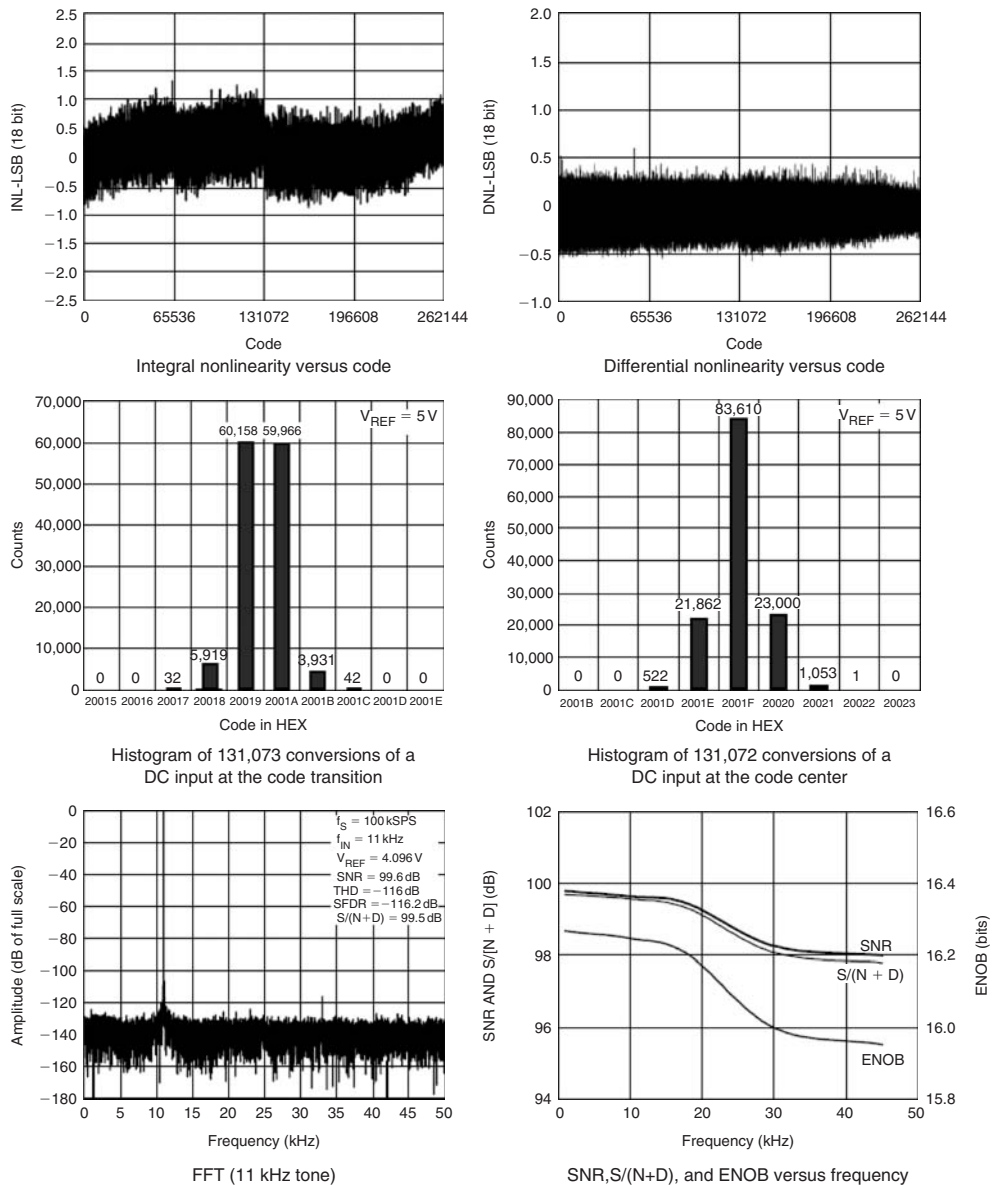 2.5
2.0
1.5
1.0
0.5
0
−0.5
−1.0
−1.5
−2.0
−2.5
INL-LSB (18 bit)
0 65536 131072 196608 262144
Code
Integral nonlinearity versus code
2.0
1.5
1.0
0.5
0
−0.5
−1.0
DNL-LSB (18 bit)
0 65536 131072 196608 262144
Code
Differential nonlinearity versus code
70,000
60,000
50,000
40,000
30,000
20,000
10,000
0
Counts
VREF = 5 V
60,158 59,966
5,919
3,931
0 0 32 42 0 0
20015 20016 20017 20018 20019 2001A 2001B 2001C 2001D 2001E
Code in HEX
Histogram of 131,073 conversions of a
DC input at the code transition
90,000
80,000
70,000
60,000
50,000
40,000
30,000
20,000
10,000
0
Counts
83,610
VREF = 5 V
21,862 23,000
0 0 522 1,053 1 0
2001B 2001C 2001D 2001E 2001F 20020 20021 20022 20023
Code in HEX
Histogram of 131,072 conversions of a
DC input at the code center
0
−20
−40
−60
−80
−100
−120
−140
−160
−180
Amplitude (dB of full scale)
fS = 100 kSPS
fIN = 11 kHz
VREF = 4.096 V
SNR = 99.6 dB
THD = −116 dB
SFDR = −116.2 dB
S/(N+D) = 99.5 dB
0 5 10 15 20 25 30 35 40 45 50
Frequency (kHz)
FFT (11 kHz tone)
102
100
98
96
94
SNR AND S/[N + D] (dB)
16.6
16.4
16.2
16.0
15.8
ENOB (bits)
SNR
S/(N + D)
ENOB
0 10 20 30 40 50
Frequency (kHz)
SNR,S/(N+D), and ENOB versus frequency